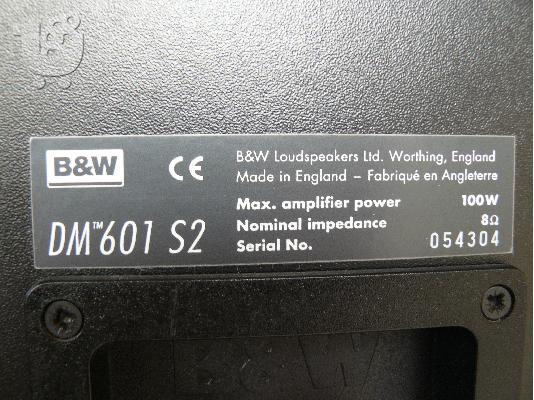 B&W
CE
B&W Loudspeakers Ltd. Worthing, England
Made in England – Fabriqué en Angleterre
DM™601 S2
Max. amplifier power 100W
Nominal impedance 8Ω
Serial No. 054304
B&W